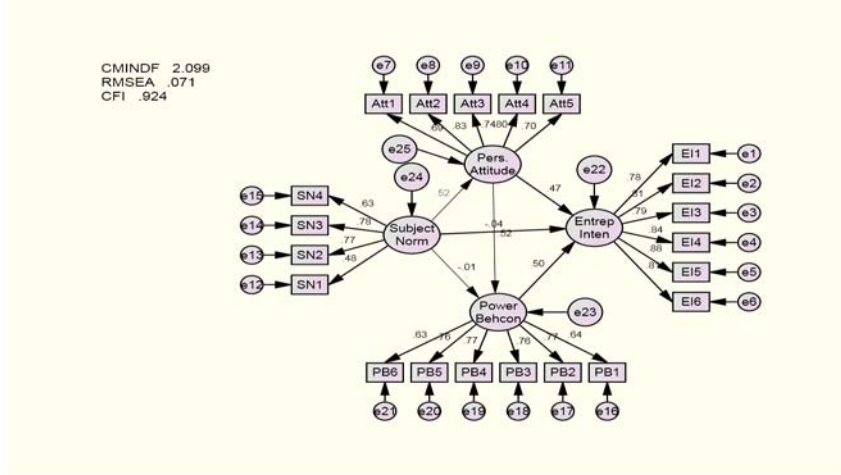 CMINDF 2.099
RMSEA .071
CFI .924
e7 e8 e9 e10 e11
Att1 Att2 Att3 Att4 Att5
.69 .83 .74 .80 .70
e25
Pers.
Attitude
e24
e22
EI1 e1
EI2 e2
EI3 e3
EI4 e4
EI5 e5
EI6 e6
.78
.79
.84
.88
e15 SN4
e14 SN3
e13 SN2
e12 SN1
.63
.78
.77
.48
Subject
Norm
Entrep
Inten
.52
.47
-.04
.52
-.01
.50
Power
Behcon
e23
.63 .76 .77 .76 .77 .64
PB6 PB5 PB4 PB3 PB2 PB1
e21 e20 e19 e18 e17 e16